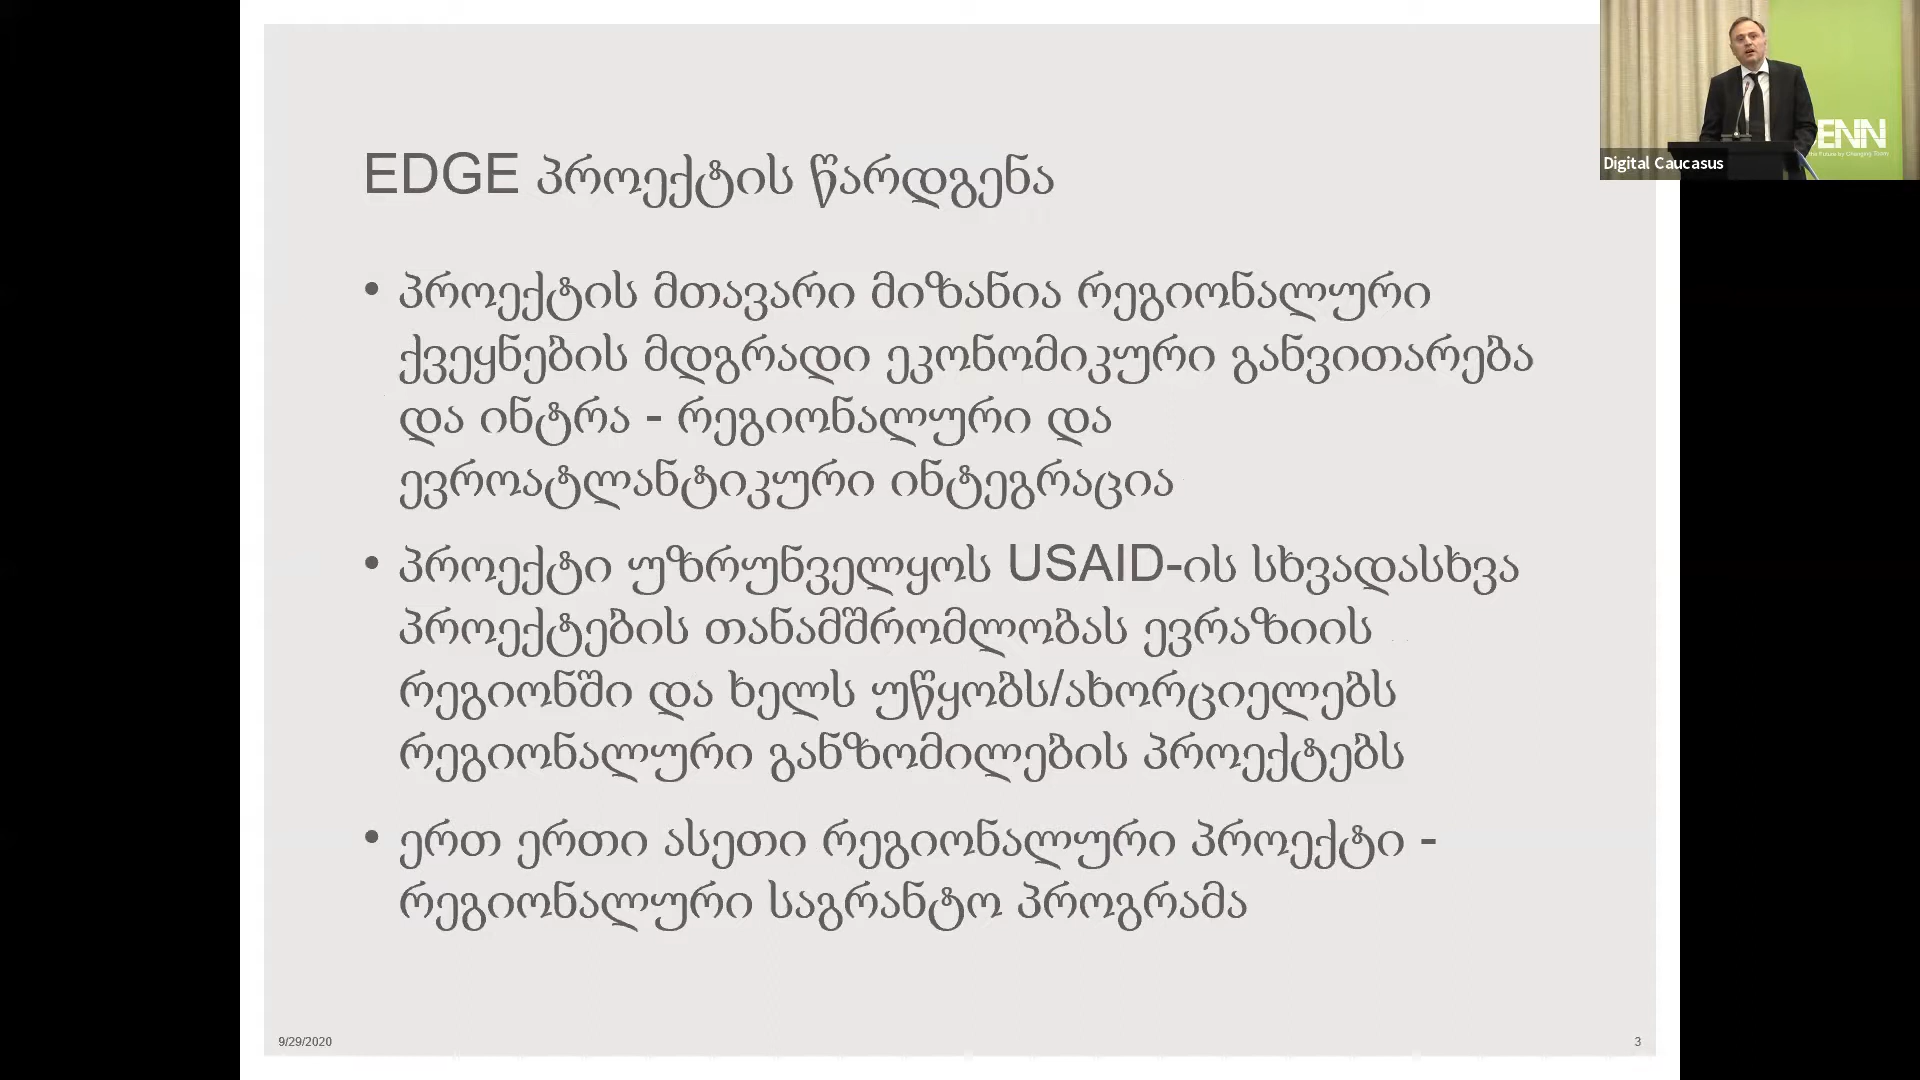 EDGE პროექტის წარდგენა
• პროექტის მთავარი მიზანია რეგიონალური
ქვეყნების მდგრადი ეკონომიკური განვითარება
და ინტრა - რეგიონალური და
ევროატლანტიკური ინტეგრაცია
• პროექტი უზრუნველყოს USAID-ის სხვადასხვა
პროექტების თანამშრომლობას ევრაზიის
რეგიონში და ხელს უწყობს/ახორციელებს
რეგიონალური განზომილების პროექტებს
• ერთ ერთი ასეთი რეგიონალური პროექტი -
რეგიონალური საგრანტო პროგრამა
9/29/2020
3
ENN
Digital Caucasus